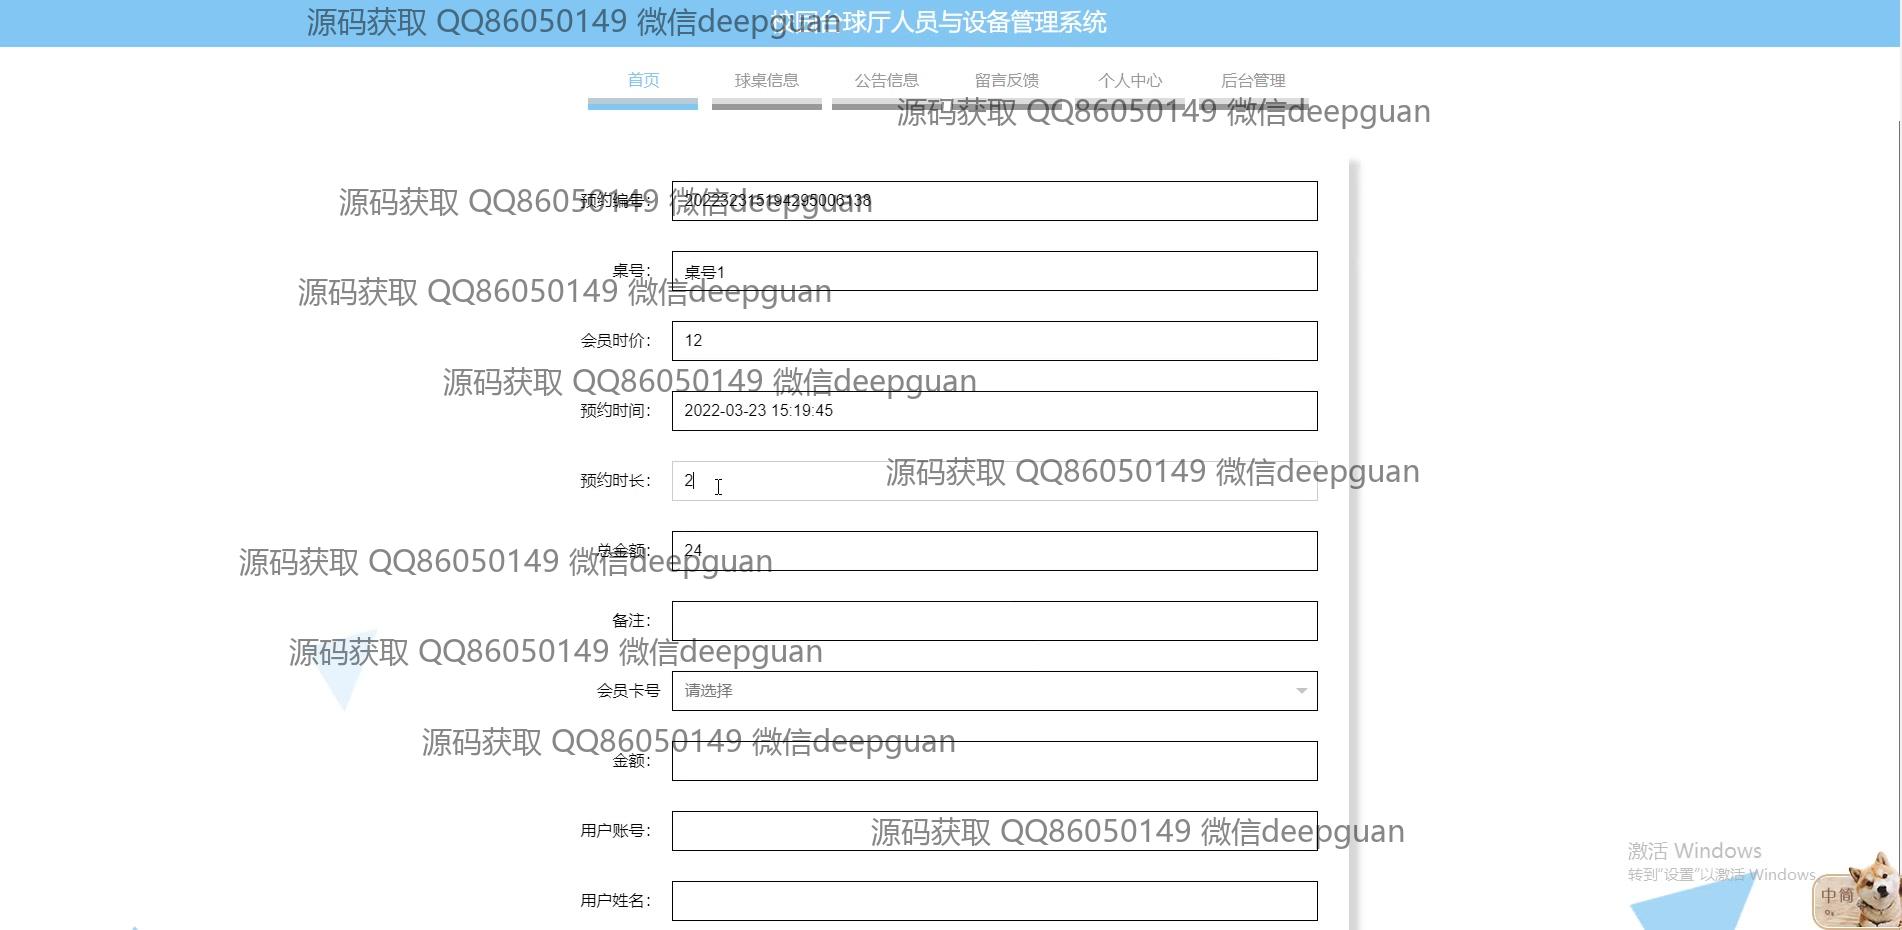 源码获取 QQ86050149 微信deepguan
校园台球厅人员与设备管理系统
首页 球桌信息 公告信息 留言反馈 个人中心 后台管理
源码获取 QQ86050149 微信deepguan
预约编号： 202232315194295006138
源码获取 QQ86050149 微信deepguan
桌号： 桌号1
源码获取 QQ86050149 微信deepguan
会员时价： 12
源码获取 QQ86050149 微信deepguan
预约时间： 2022-03-23 15:19:45
源码获取 QQ86050149 微信deepguan
预约时长： 2
总金额： 24
源码获取 QQ86050149 微信deepguan
备注：
源码获取 QQ86050149 微信deepguan
会员卡号 请选择
源码获取 QQ86050149 微信deepguan
金额：
用户账号：
源码获取 QQ86050149 微信deepguan
激活 Windows
转到"设置"以激活 Windows。
中简
用户姓名：